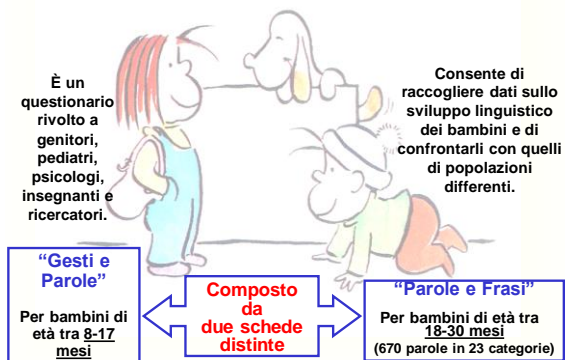 È un
questionario
rivolto a
genitori,
pediatri,
psicologi,
insegnanti e
ricercatori.
Consente di
raccogliere dati sullo
sviluppo linguistico
dei bambini e di
confrontarli con quelli
di popolazioni
differenti.
“Gesti e
Parole”
Per bambini di
età tra 8-17
mesi
Composto
da
due schede
distinte
“Parole e Frasi”
Per bambini di età tra
18-30 mesi
(670 parole in 23 categorie)